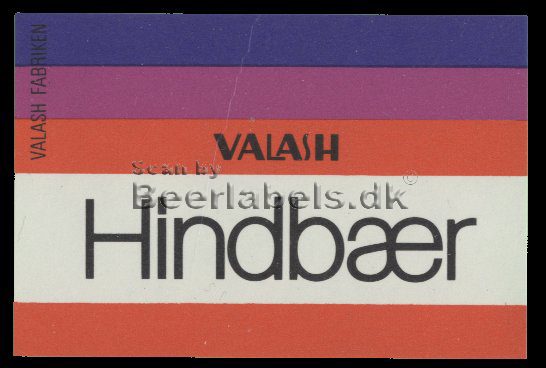 VALASH FABRIKEN
VALASH
Scan by
Beerlabels.dk ©
Hindbær